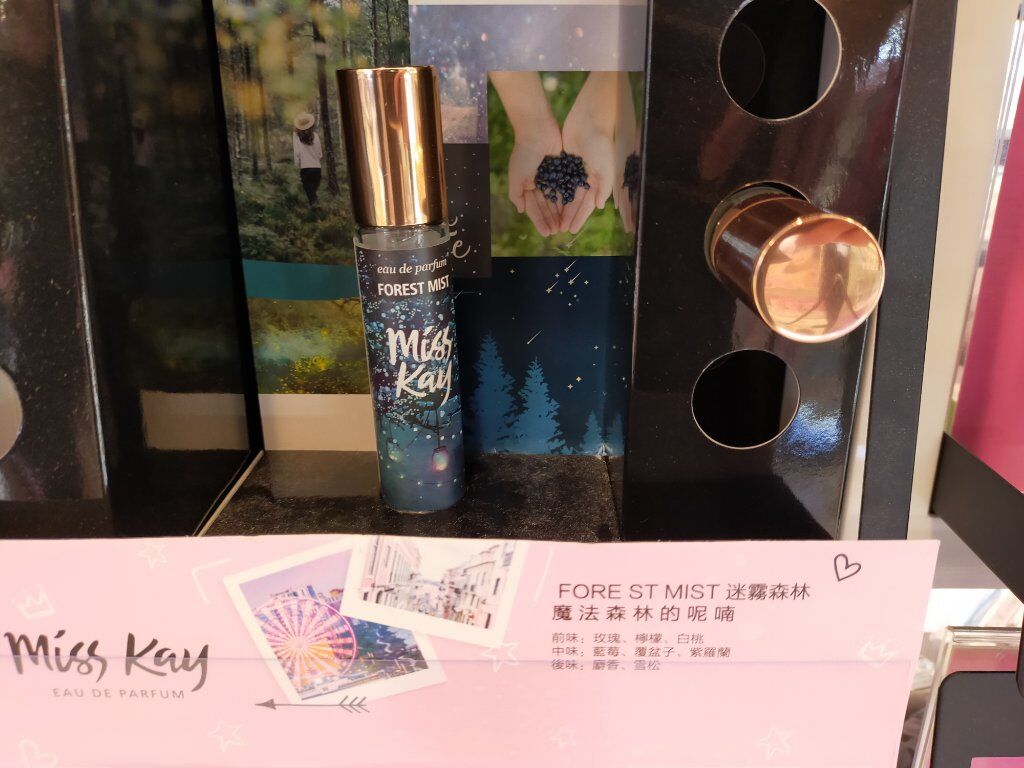 eau de parfum
FOREST MIST
Miss
Kay
Miss Kay
EAU DE PARFUM
FORE ST MIST 迷霧森林
魔法森林的呢喃
前味：玫瑰、檸檬、白桃
中味：藍莓、覆盆子、紫羅蘭
後味：麝香、雪松